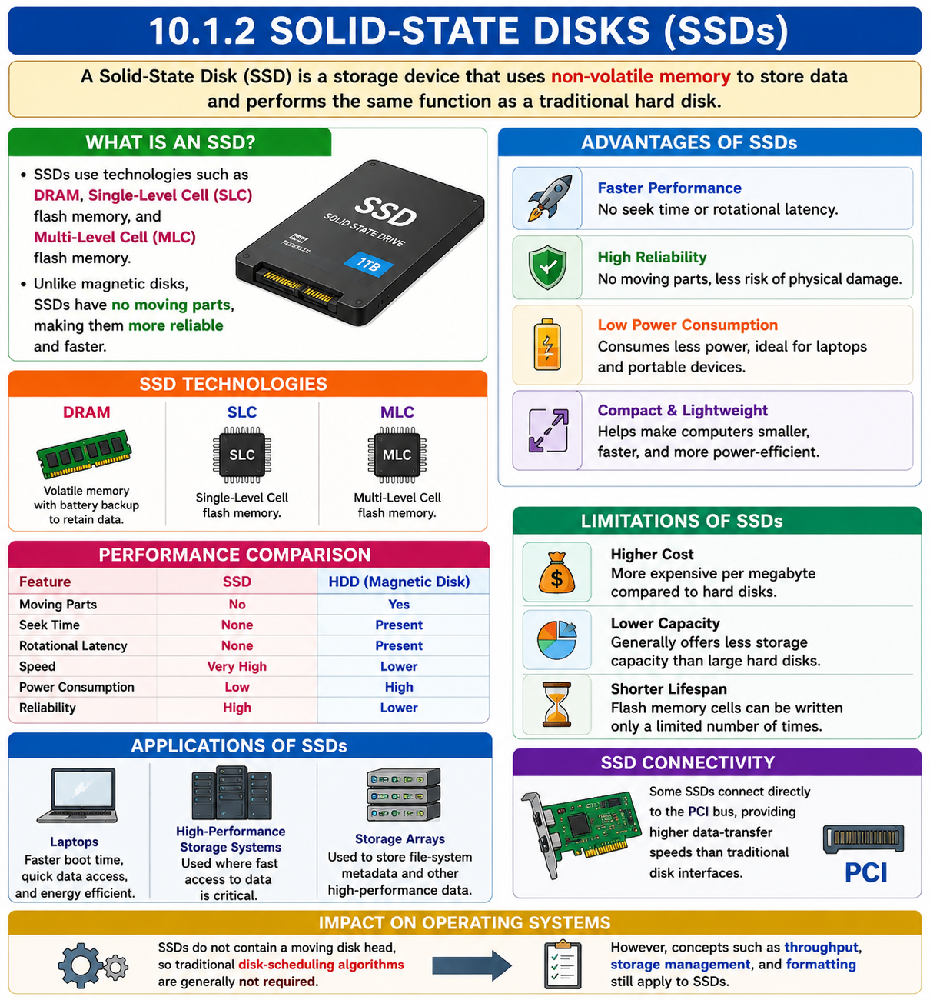 10.1.2 SOLID-STATE DISKS (SSDs)
A Solid-State Disk (SSD) is a storage device that uses non-volatile memory to store data
and performs the same function as a traditional hard disk.
WHAT IS AN SSD?
• SSDs use technologies such as
DRAM, Single-Level Cell (SLC)
flash memory, and
Multi-Level Cell (MLC)
flash memory.
• Unlike magnetic disks,
SSDs have no moving parts,
making them more reliable
and faster.
SSD
SOLID STATE DRIVE
1TB
SSD TECHNOLOGIES
DRAM
Volatile memory
with battery backup
to retain data.
SLC
SLC
Single-Level Cell
flash memory.
MLC
MLC
Multi-Level Cell
flash memory.
PERFORMANCE COMPARISON
Feature SSD HDD (Magnetic Disk)
Moving Parts No Yes
Seek Time None Present
Rotational Latency None Present
Speed Very High Lower
Power Consumption Low High
Reliability High Lower
APPLICATIONS OF SSDs
Laptops
Faster boot time,
quick data access,
and energy efficient.
High-Performance
Storage Systems
Used where fast
access to data
is critical.
Storage Arrays
Used to store file-system
metadata and other
high-performance data.
ADVANTAGES OF SSDs
Faster Performance
No seek time or rotational latency.
High Reliability
No moving parts, less risk of physical damage.
Low Power Consumption
Consumes less power, ideal for laptops
and portable devices.
Compact & Lightweight
Helps make computers smaller,
faster, and more power-efficient.
LIMITATIONS OF SSDs
$
Higher Cost
More expensive per megabyte
compared to hard disks.
Lower Capacity
Generally offers less storage
capacity than large hard disks.
Shorter Lifespan
Flash memory cells can be written
only a limited number of times.
SSD CONNECTIVITY
Some SSDs connect directly
to the PCI bus, providing
higher data-transfer
speeds than traditional
disk interfaces.
PCI
IMPACT ON OPERATING SYSTEMS
SSDs do not contain a moving disk head,
so traditional disk-scheduling algorithms
are generally not required.
However, concepts such as throughput,
storage management, and formatting
still apply to SSDs.